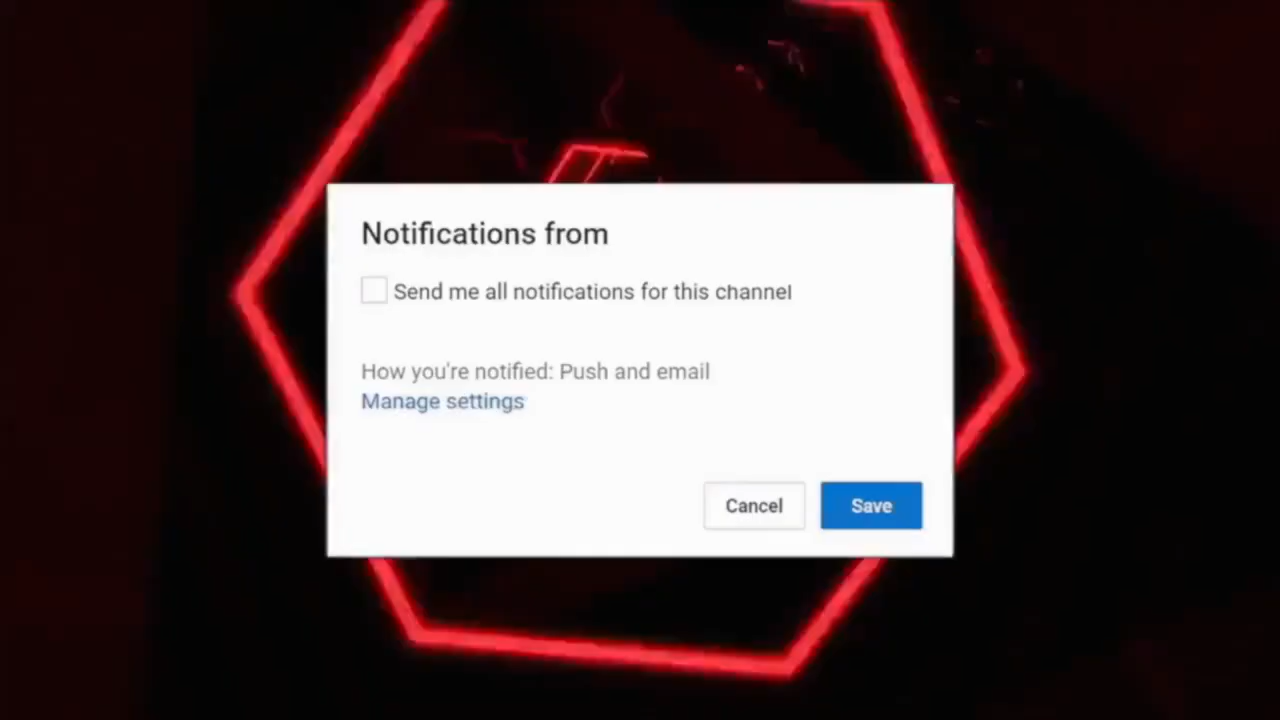 Notifications from
Send me all notifications for this channel
How you're notified: Push and email
Manage settings
Cancel
Save